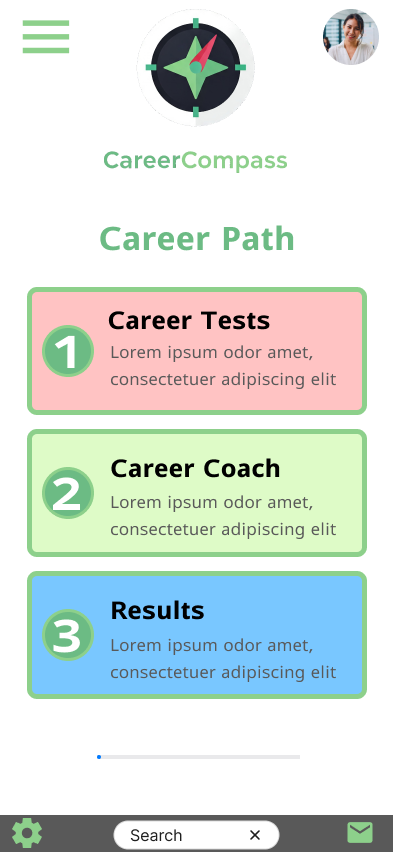 CareerCompass
Career Path
1
Career Tests
Lorem ipsum odor amet,
consectetuer adipiscing elit
2
Career Coach
Lorem ipsum odor amet,
consectetuer adipiscing elit
3
Results
Lorem ipsum odor amet,
consectetuer adipiscing elit
Search